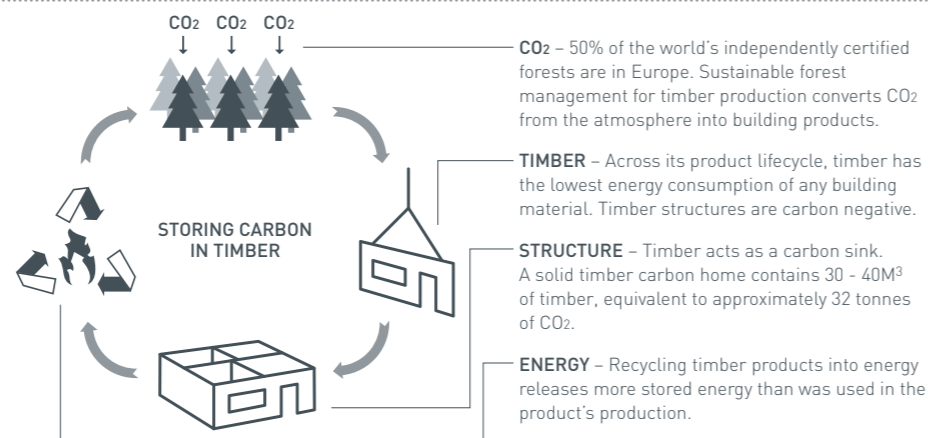 CO2 CO2 CO2
STORING CARBON
IN TIMBER
CO2 – 50% of the world’s independently certified
forests are in Europe. Sustainable forest
management for timber production converts CO2
from the atmosphere into building products.
TIMBER – Across its product lifecycle, timber has
the lowest energy consumption of any building
material. Timber structures are carbon negative.
STRUCTURE – Timber acts as a carbon sink.
A solid timber carbon home contains 30 - 40M³
of timber, equivalent to approximately 32 tonnes
of CO2.
ENERGY – Recycling timber products into energy
releases more stored energy than was used in the
product’s production.